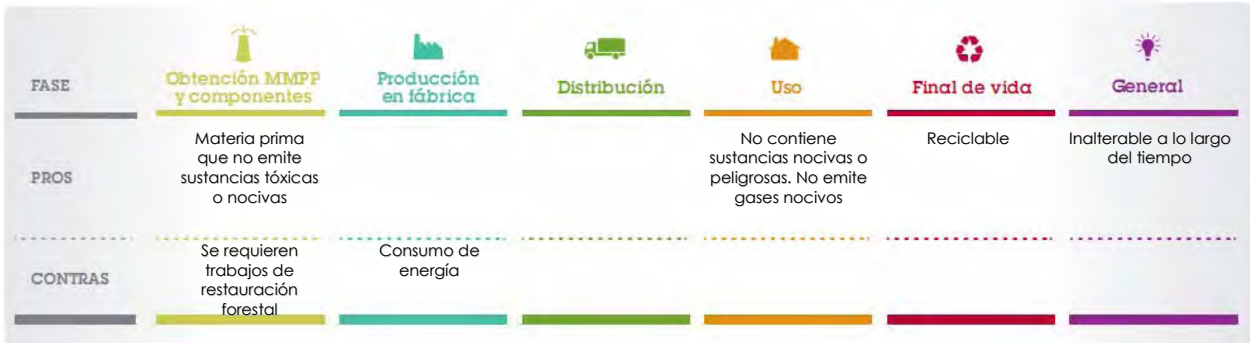 FASE
Obtención MMPP
y componentes
Producción
en fábrica
Distribución
Uso
Final de vida
General
PROS
Materia prima
que no emite
sustancias tóxicas
o nocivas
No contiene
sustancias nocivas o
peligrosas. No emite
gases nocivos
Reciclable
Inalterable a lo largo
del tiempo
CONTRAS
Se requieren
trabajos de
restauración
forestal
Consumo de
energía